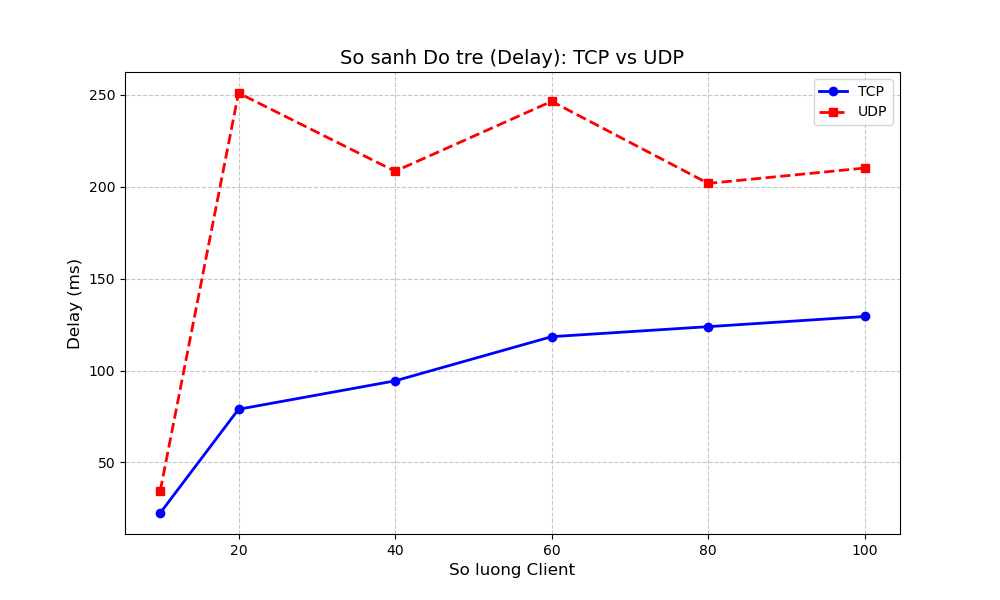 So sanh Do tre (Delay): TCP vs UDP
TCP
UDP
250
200
150
100
50
Delay (ms)
20 40 60 80 100
So luong Client